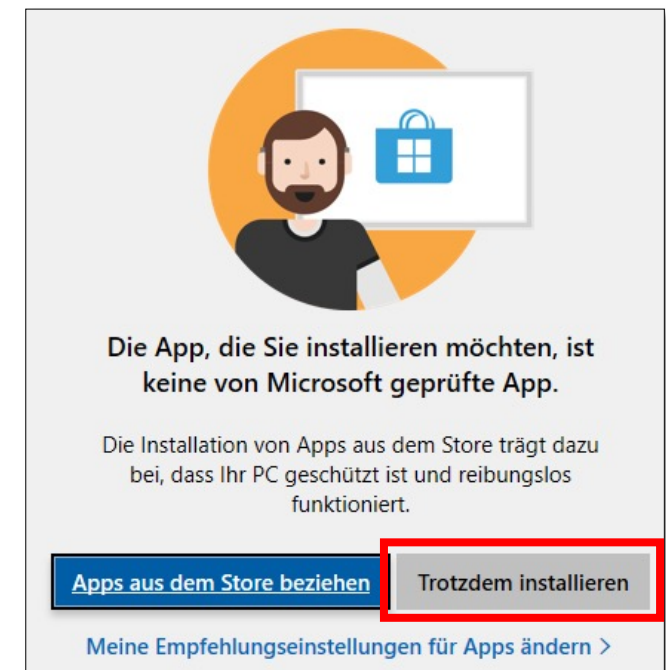 Die App, die Sie installieren möchten, ist
keine von Microsoft geprüfte App.
Die Installation von Apps aus dem Store trägt dazu
bei, dass Ihr PC geschützt ist und reibungslos
funktioniert.
Apps aus dem Store beziehen Trotzdem installieren
Meine Empfehlungseinstellungen für Apps ändern >